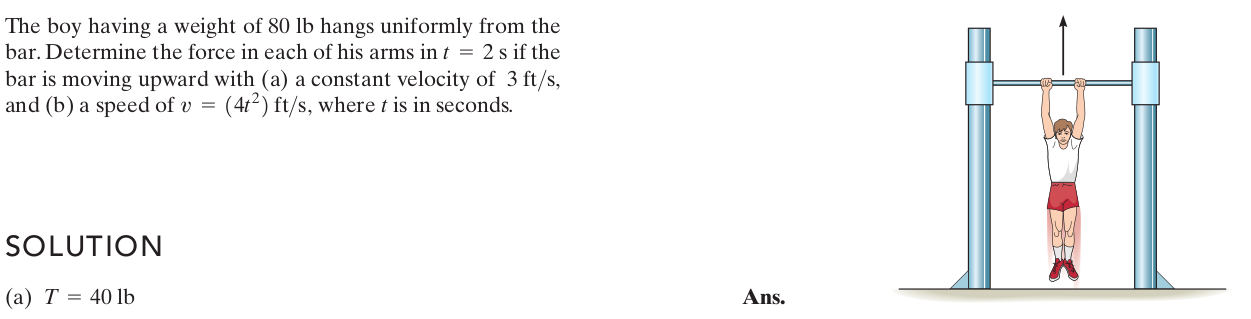 The boy having a weight of 80 lb hangs uniformly from the
bar. Determine the force in each of his arms in t = 2 s if the
bar is moving upward with (a) a constant velocity of 3 ft/s,
and (b) a speed of v = (4t²) ft/s, where t is in seconds.
SOLUTION
(a) T = 40 lb Ans.